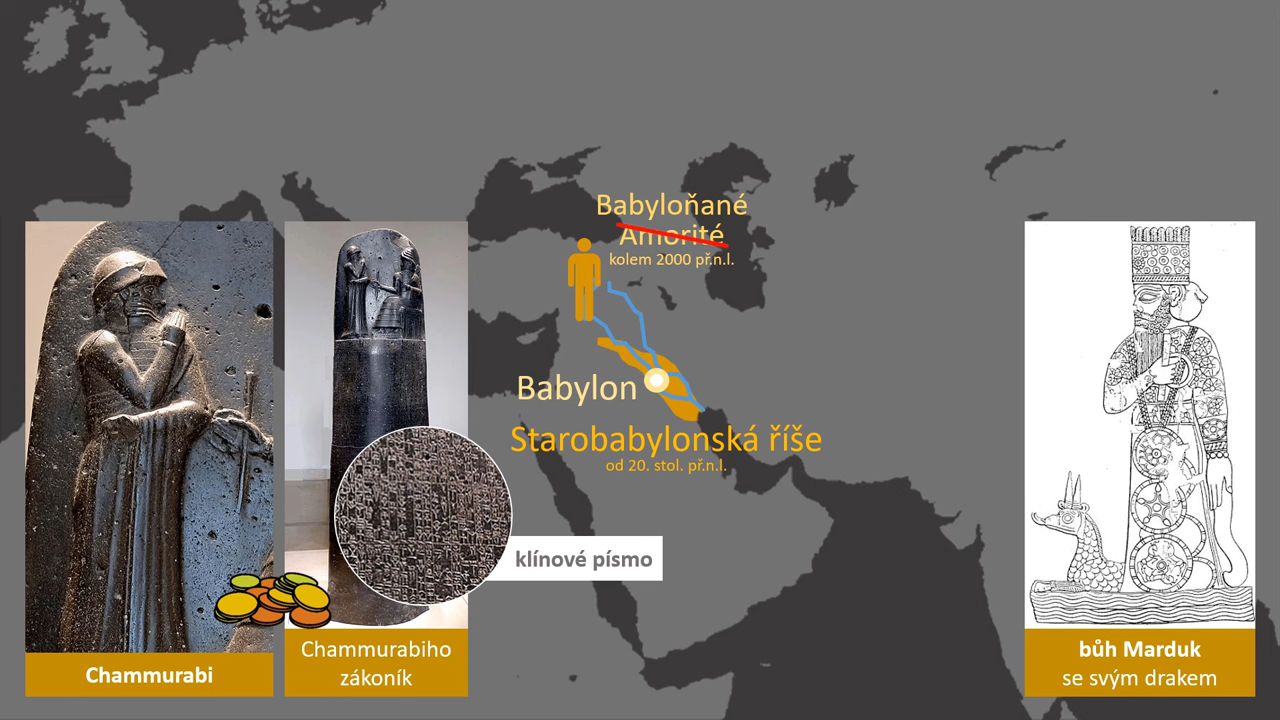 Babyloňané
Amorité
kolem 2000 př.n.l.
Babylon
Starobabylonská říše
od 20. stol. př.n.l.
klínové písmo
Chammurabi
Chammurabiho
zákoník
bůh Marduk
se svým drakem